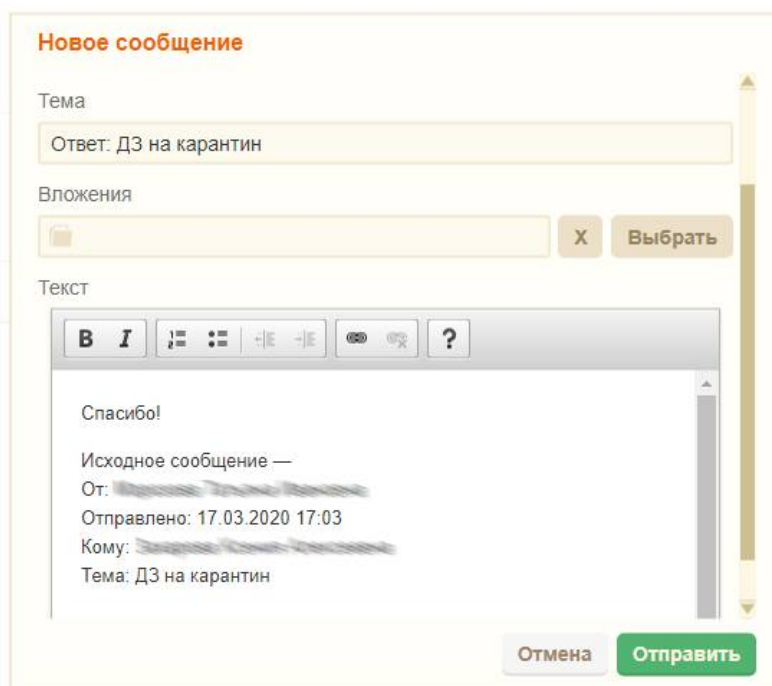 Новое сообщение
Тема
Ответ: ДЗ на карантин
Вложения
X Выбрать
Текст
B I ?
Спасибо!
Исходное сообщение —
От:
Отправлено: 17.03.2020 17:03
Кому:
Тема: ДЗ на карантин
Отмена Отправить